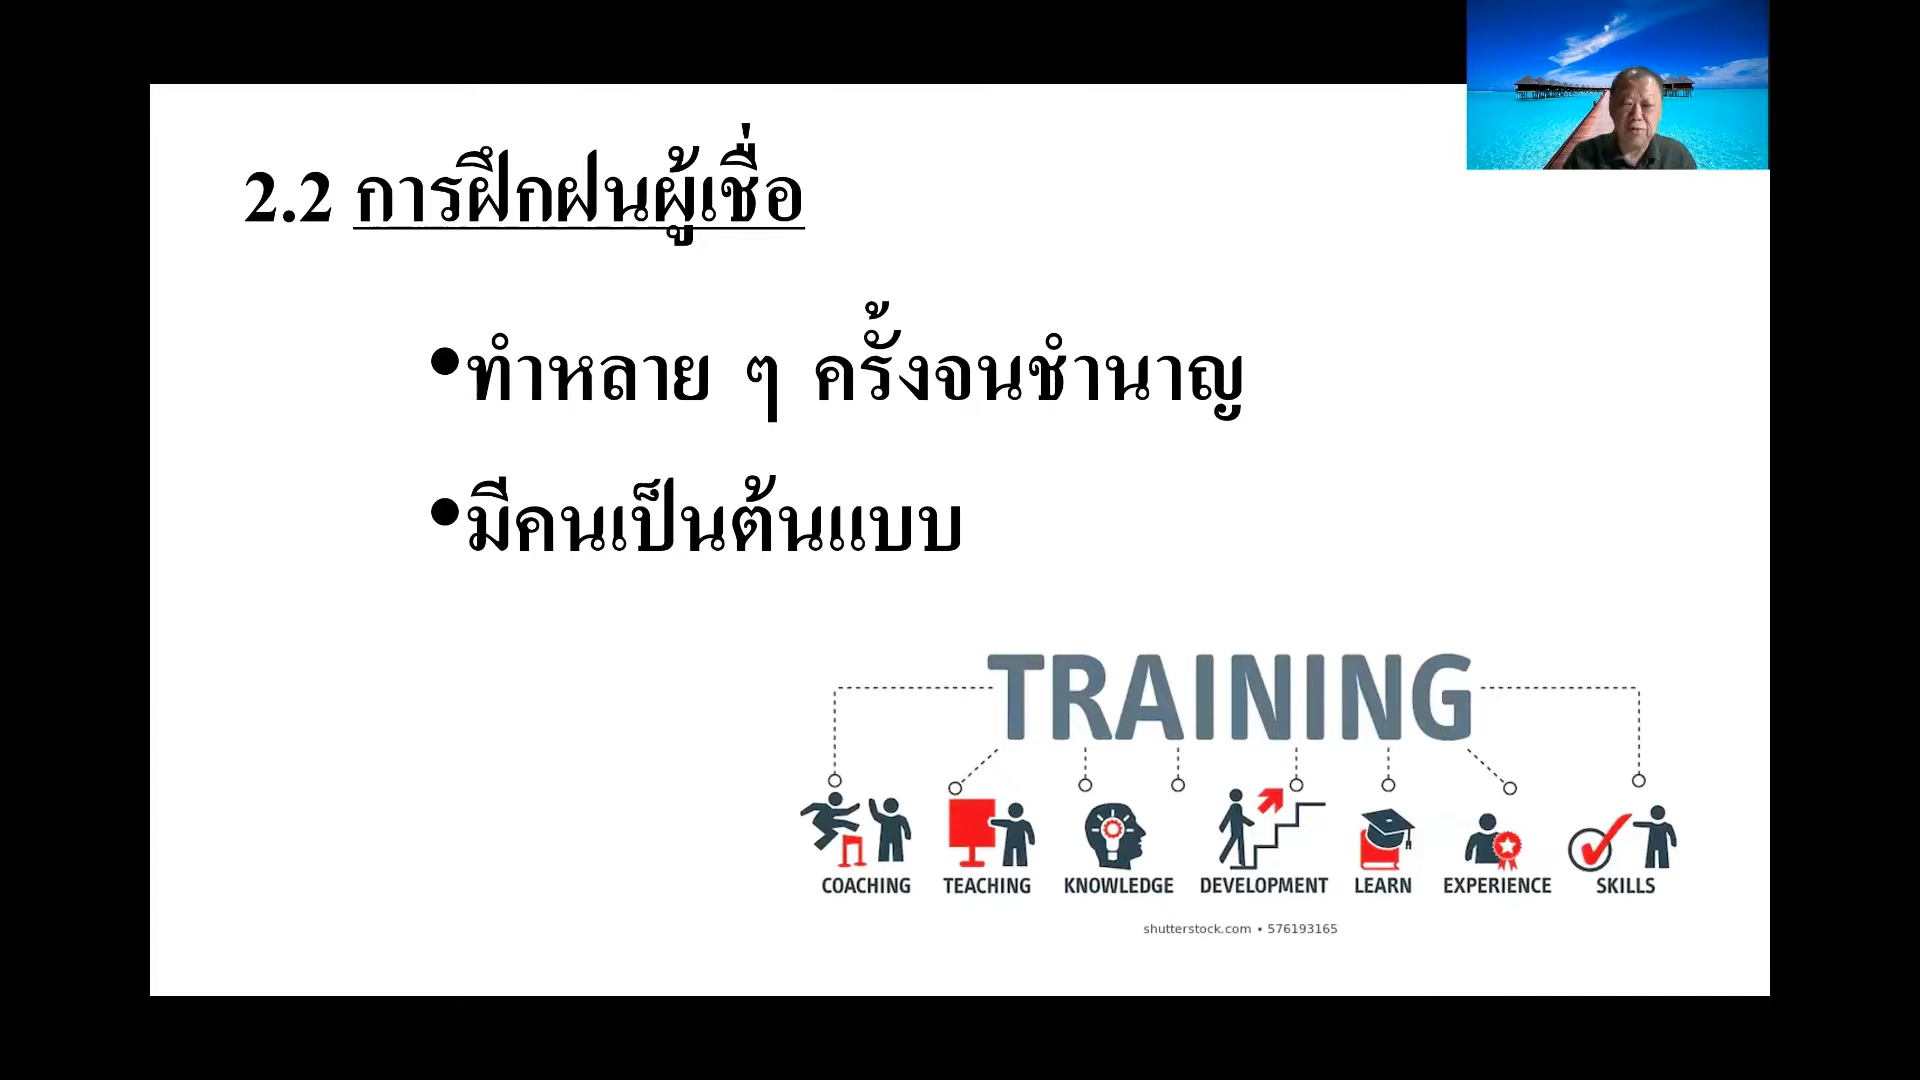 2.2 การฝึกฝนผู้เชื่อ
•ทำหลาย ๆ ครั้งจนชำนาญ
•มีคนเป็นต้นแบบ
TRAINING
COACHING TEACHING KNOWLEDGE DEVELOPMENT LEARN EXPERIENCE SKILLS
shutterstock.com • 576193165